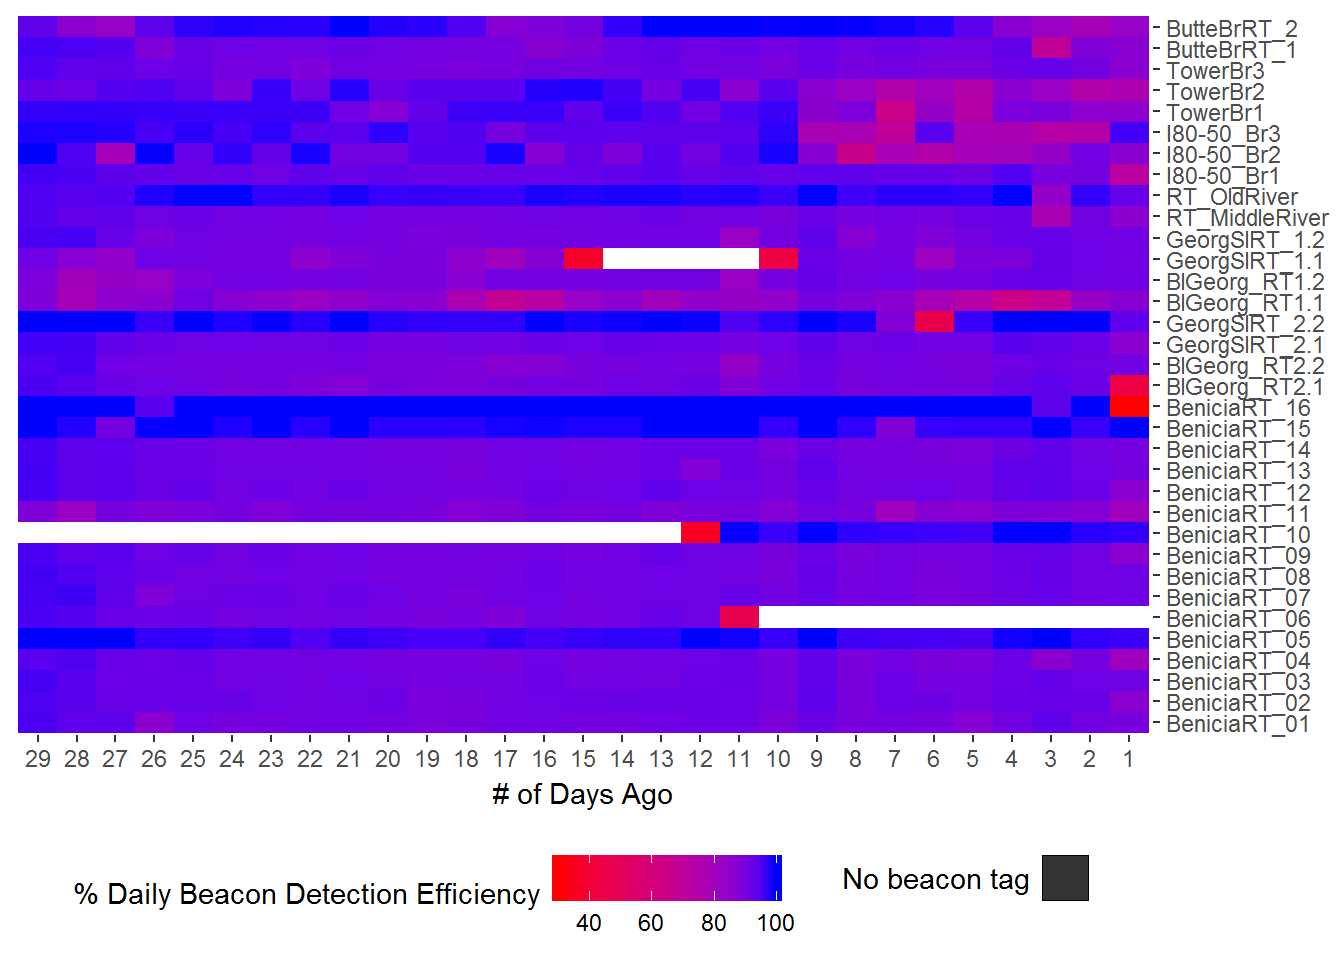 ButteBrRT_2
ButteBrRT_1
TowerBr3
TowerBr2
TowerBr1
I80-50_Br3
I80-50_Br2
I80-50_Br1
RT_OldRiver
RT_MiddleRiver
GeorgSlRT_1.2
GeorgSlRT_1.1
BlGeorg_RT1.2
BlGeorg_RT1.1
GeorgSlRT_2.2
GeorgSlRT_2.1
BlGeorg_RT2.2
BlGeorg_RT2.1
BeniciaRT_16
BeniciaRT_15
BeniciaRT_14
BeniciaRT_13
BeniciaRT_12
BeniciaRT_11
BeniciaRT_10
BeniciaRT_09
BeniciaRT_08
BeniciaRT_07
BeniciaRT_06
BeniciaRT_05
BeniciaRT_04
BeniciaRT_03
BeniciaRT_02
BeniciaRT_01
29 28 27 26 25 24 23 22 21 20 19 18 17 16 15 14 13 12 11 10 9 8 7 6 5 4 3 2 1
# of Days Ago
% Daily Beacon Detection Efficiency
40 60 80 100
No beacon tag